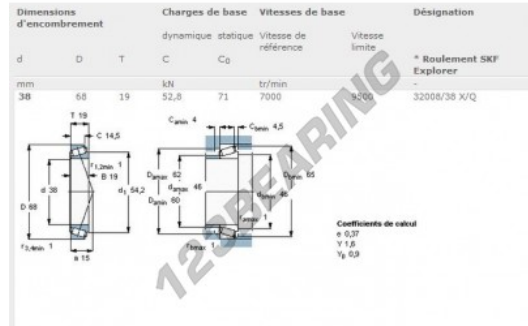 Dimensions d'encombrement Charges de base Vitesses de base Désignation
dynamique statique Vitesse de référence Vitesse limite
d D T C C0 * Roulement SKF Explorer
mm kN tr/min -
38 68 19 52,8 71 7000 9500 32008/38 X/Q
T 19
C 14,5
r1,2min 1
B 19
d 38
d1 54,2
D 68
r3,4min 1
a 15
Camin 4
Cbmin 4,5
Damin 62
Dbmin 65
damax 46
Damin 60
ramax 1
rbmax 1
Coefficients de calcul
e 0,37
Y 1,6
Y0 0,9
123BEARING